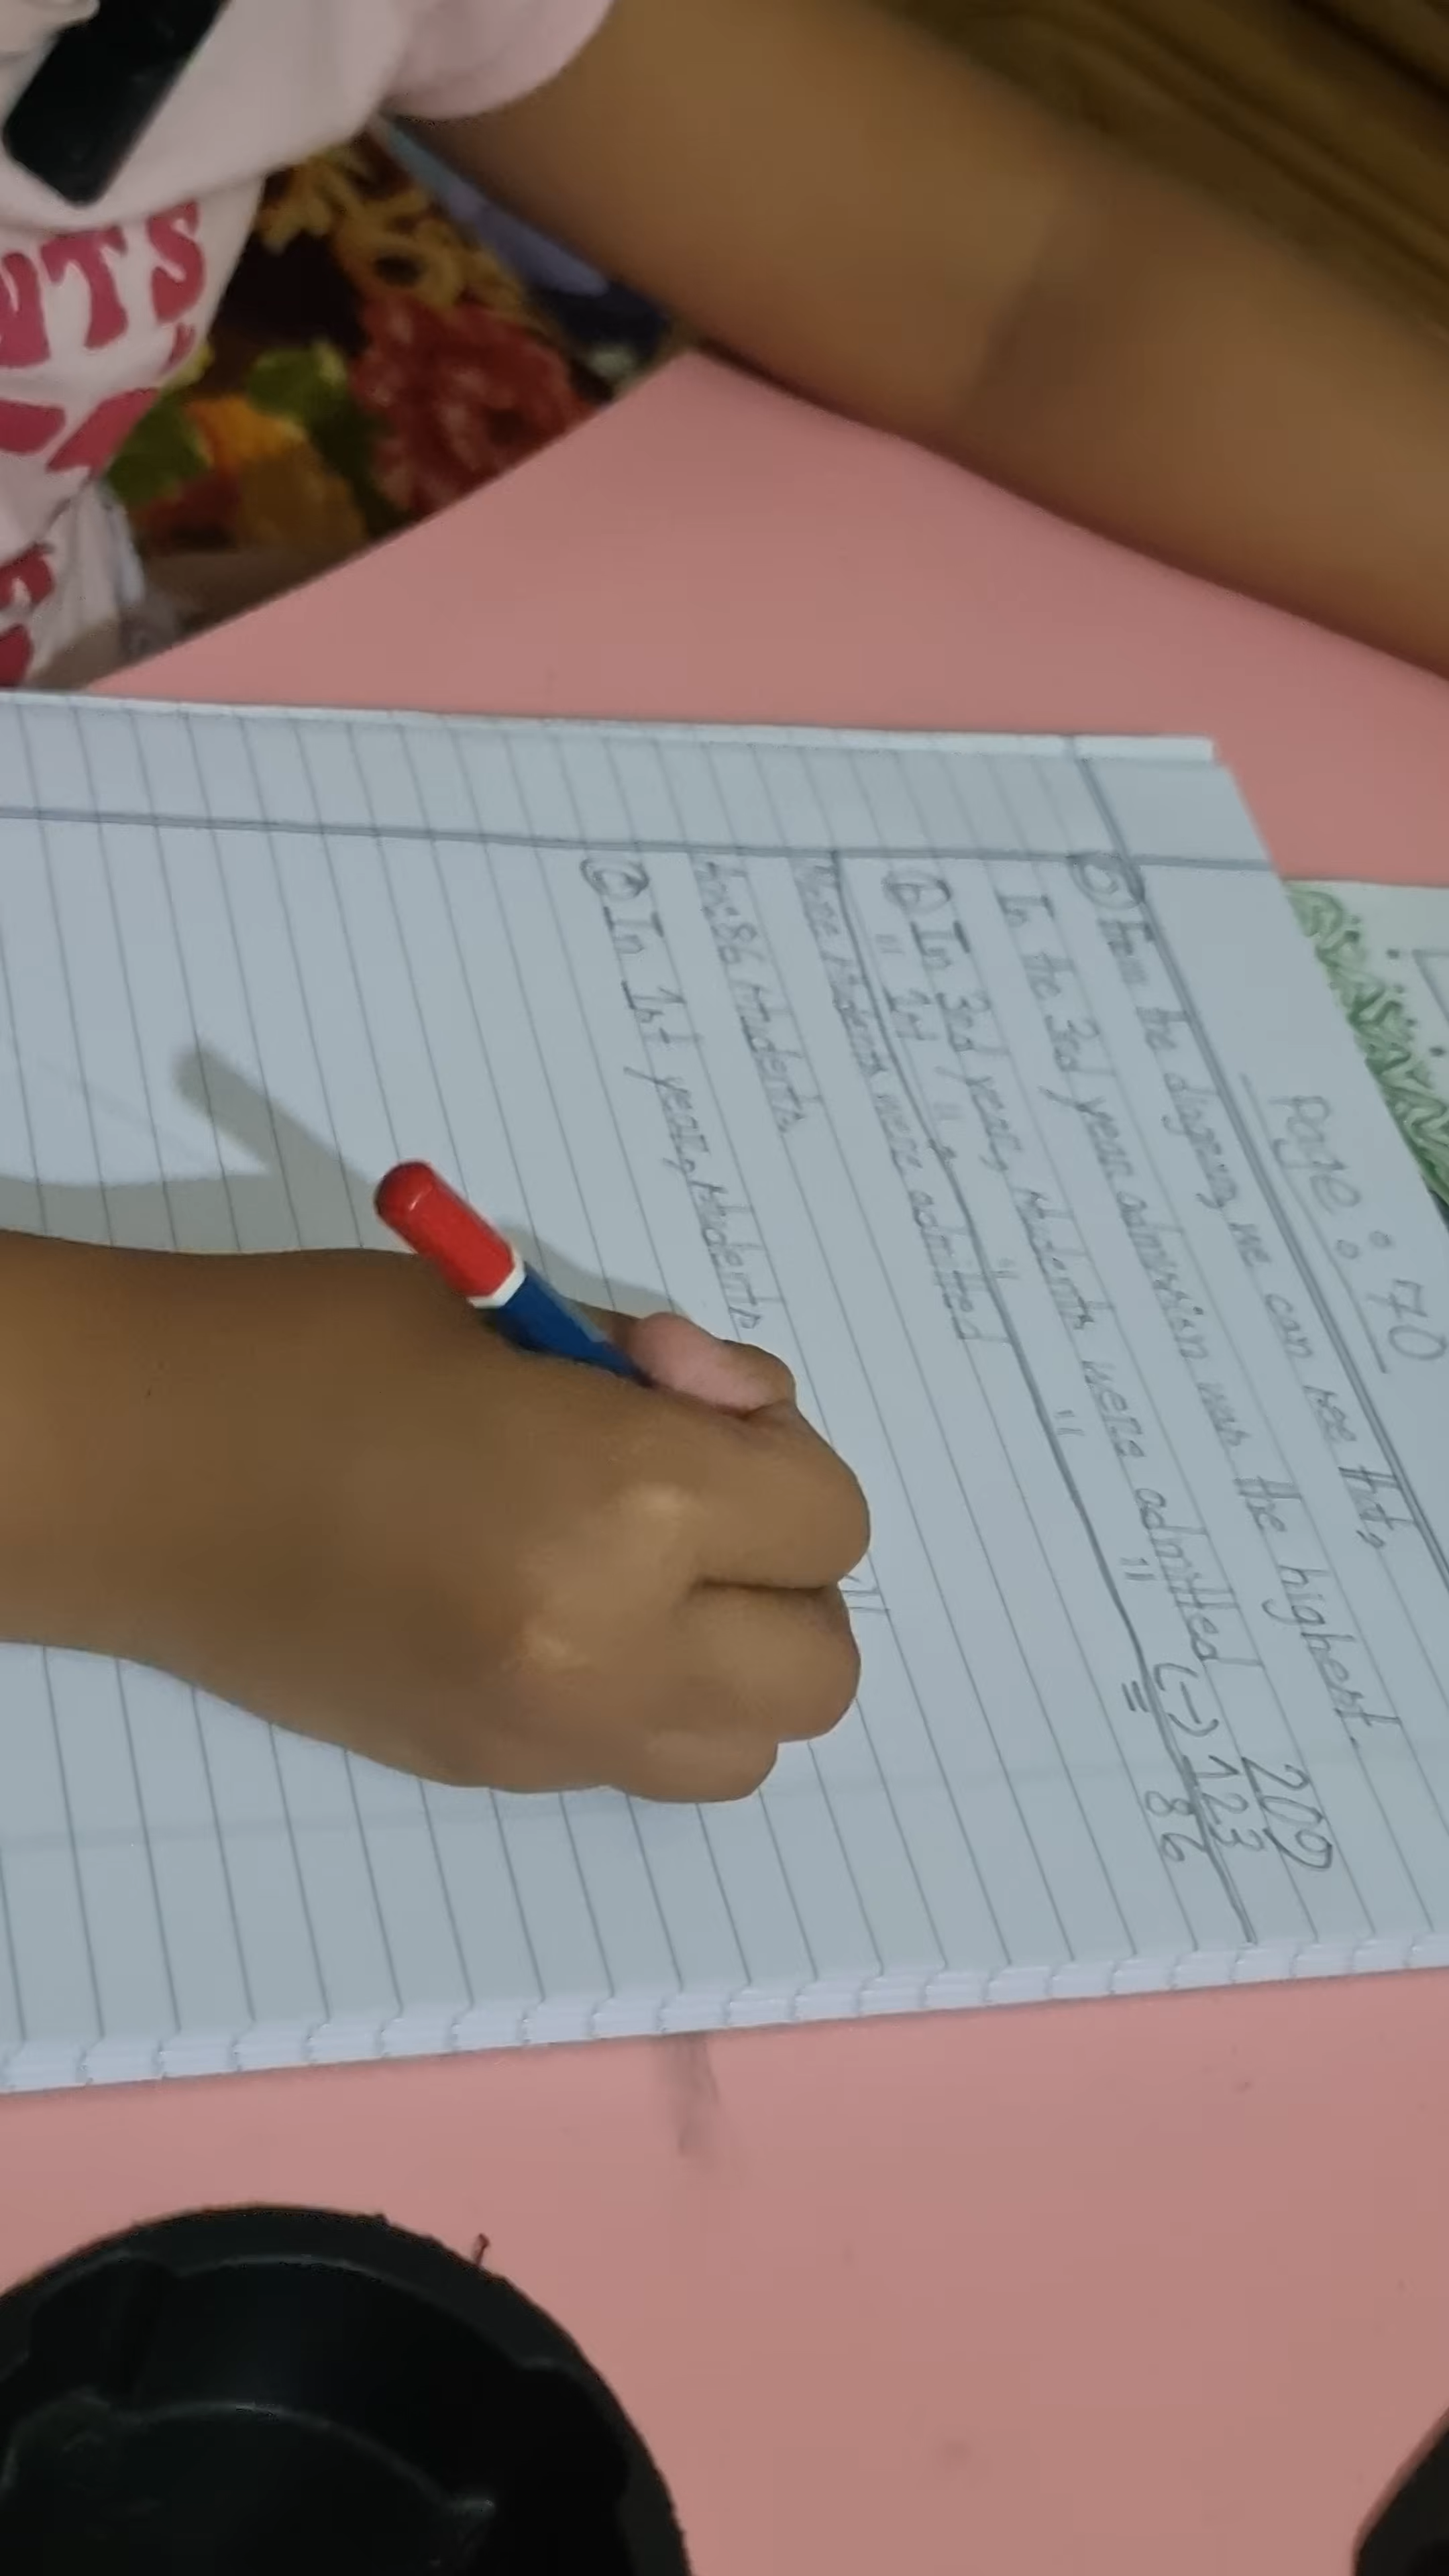 Page : 70
From the diagram, we can see that,
In the 3rd year admission was the highest.
b In 3rd year, students were admitted 209
" 1st " " " " (-) 123
= 86
More students were admitted
Ans: 86 students
c In 1st year, students
NTS